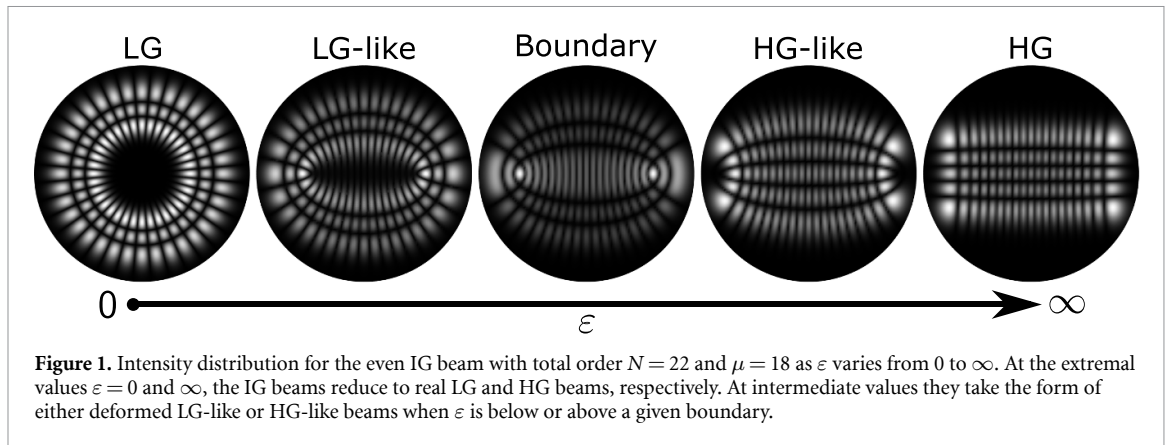 LG LG-like Boundary HG-like HG
0 ∞
ε
Figure 1. Intensity distribution for the even IG beam with total order N = 22 and μ = 18 as ε varies from 0 to ∞. At the extremal
values ε = 0 and ∞, the IG beams reduce to real LG and HG beams, respectively. At intermediate values they take the form of
either deformed LG-like or HG-like beams when ε is below or above a given boundary.